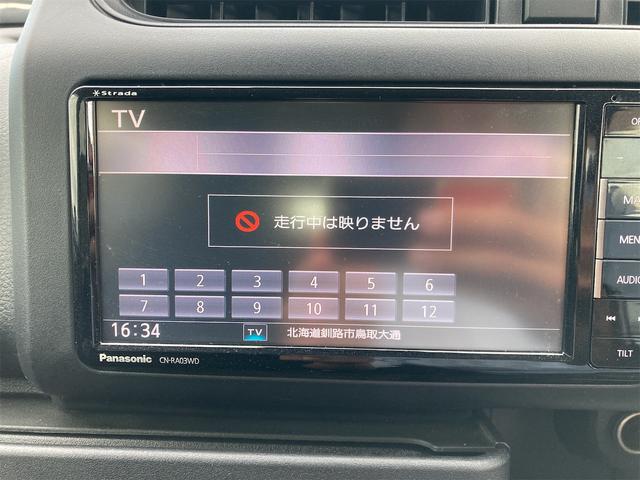 Strada
TV
走行中は映りません
1 2 3 4 5 6
7 8 9 10 11 12
16:34 TV 北海道釧路市鳥取大通
Panasonic CN-RA03WD
MEN
AUDIO
TILT